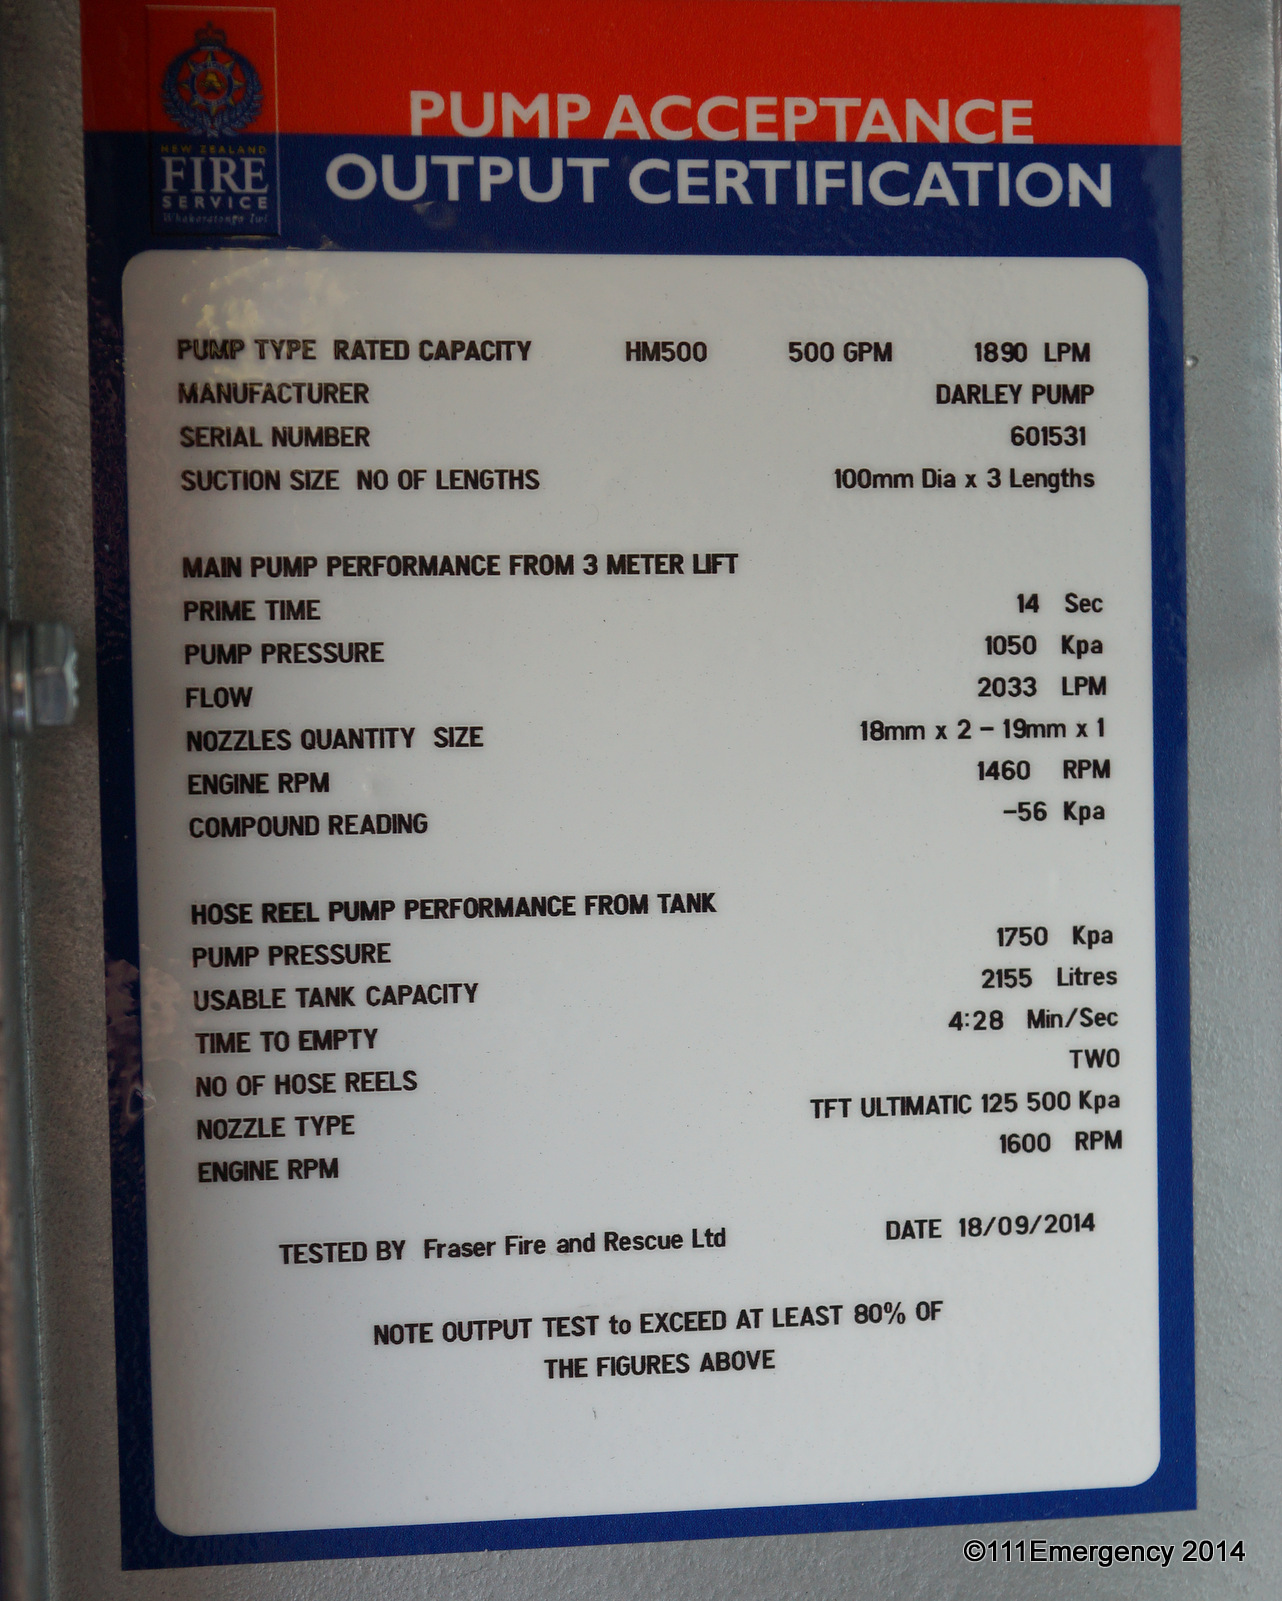 NEW ZEALAND
FIRE
SERVICE
Whakaratonga Iwi
PUMP ACCEPTANCE
OUTPUT CERTIFICATION
PUMP TYPE RATED CAPACITY HM500 500 GPM 1890 LPM
MANUFACTURER DARLEY PUMP
SERIAL NUMBER 601531
SUCTION SIZE NO OF LENGTHS 100mm Dia x 3 Lengths
MAIN PUMP PERFORMANCE FROM 3 METER LIFT
PRIME TIME 14 Sec
PUMP PRESSURE 1050 Kpa
FLOW 2033 LPM
NOZZLES QUANTITY SIZE 18mm x 2 - 19mm x 1
ENGINE RPM 1460 RPM
COMPOUND READING -56 Kpa
HOSE REEL PUMP PERFORMANCE FROM TANK
PUMP PRESSURE 1750 Kpa
USABLE TANK CAPACITY 2155 Litres
TIME TO EMPTY 4:28 Min/Sec
NO OF HOSE REELS TWO
NOZZLE TYPE TFT ULTIMATIC 125 500 Kpa
ENGINE RPM 1600 RPM
TESTED BY Fraser Fire and Rescue Ltd DATE 18/09/2014
NOTE OUTPUT TEST to EXCEED AT LEAST 80% OF
THE FIGURES ABOVE
©111Emergency 2014